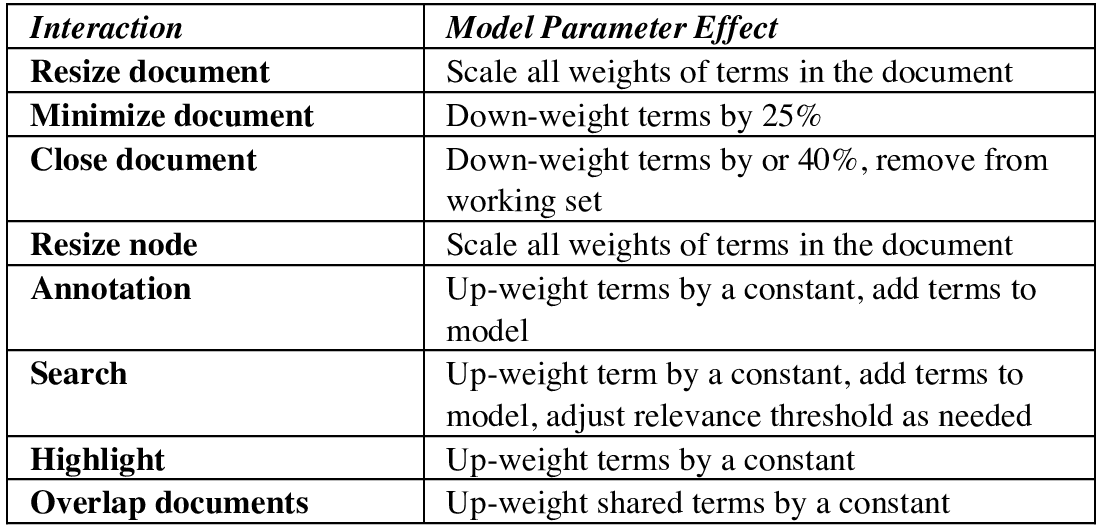 Interaction Model Parameter Effect
Resize document Scale all weights of terms in the document
Minimize document Down-weight terms by 25%
Close document Down-weight terms by or 40%, remove from
working set
Resize node Scale all weights of terms in the document
Annotation Up-weight terms by a constant, add terms to
model
Search Up-weight term by a constant, add terms to
model, adjust relevance threshold as needed
Highlight Up-weight terms by a constant
Overlap documents Up-weight shared terms by a constant